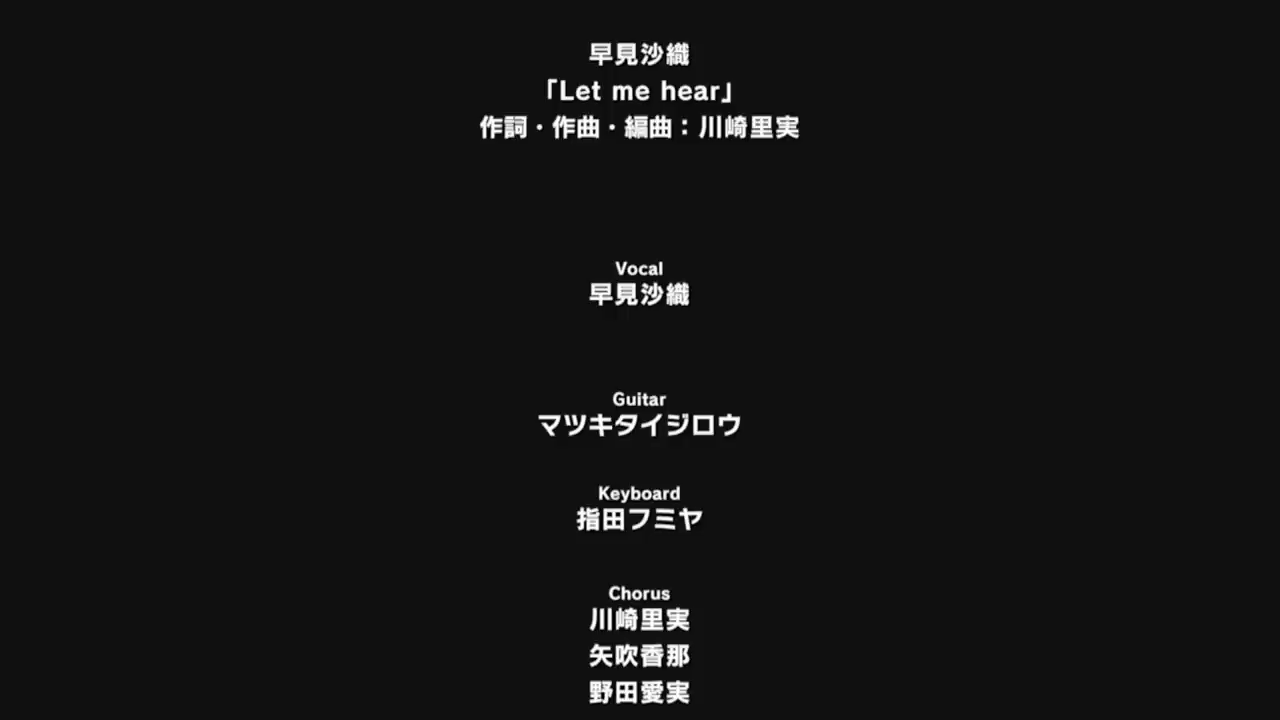 早見沙織
「Let me hear」
作詞・作曲・編曲：川崎里実
Vocal
早見沙織
Guitar
マツキタイジロウ
Keyboard
指田フミヤ
Chorus
川崎里実
矢吹香那
野田愛実